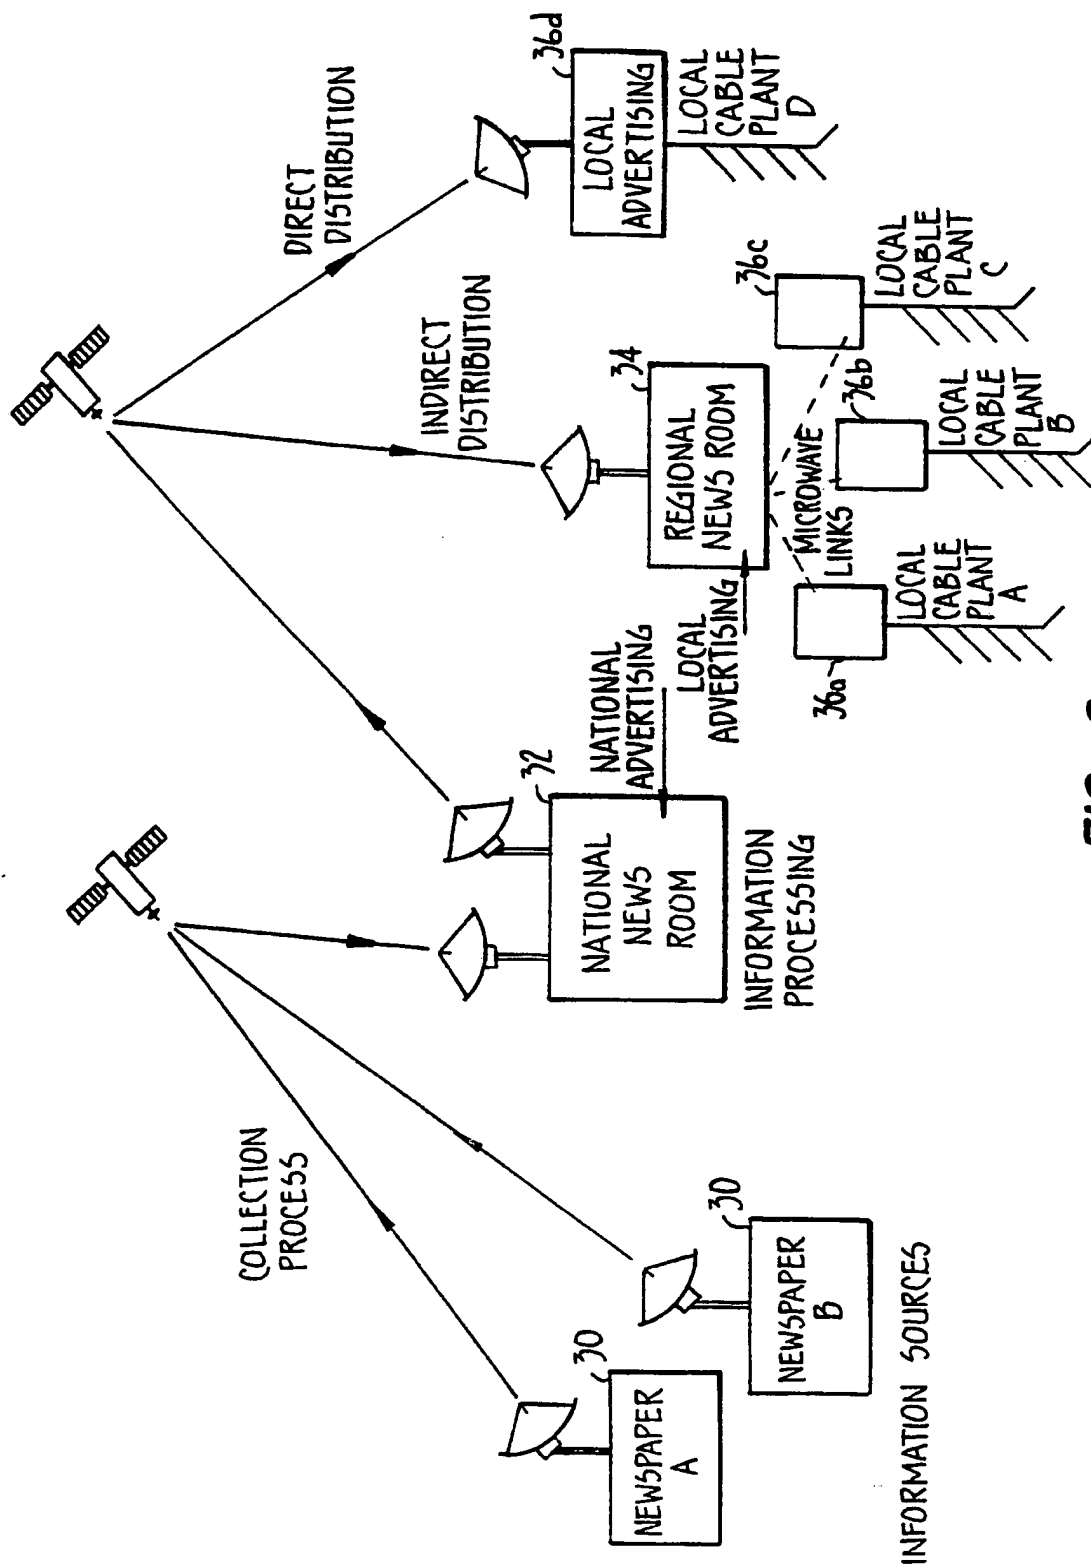 COLLECTION
PROCESS
DIRECT
DISTRIBUTION
INDIRECT
DISTRIBUTION
30
NEWSPAPER
A
30
NEWSPAPER
B
INFORMATION SOURCES
32
NATIONAL
NEWS
ROOM
INFORMATION
PROCESSING
NATIONAL
ADVERTISING
LOCAL
ADVERTISING
34
REGIONAL
NEWS ROOM
MICROWAVE
LINKS
36a
LOCAL
CABLE
PLANT
A
36b
LOCAL
CABLE
PLANT
B
36c
LOCAL
CABLE
PLANT
C
36d
LOCAL
ADVERTISING
LOCAL
CABLE
PLANT
D